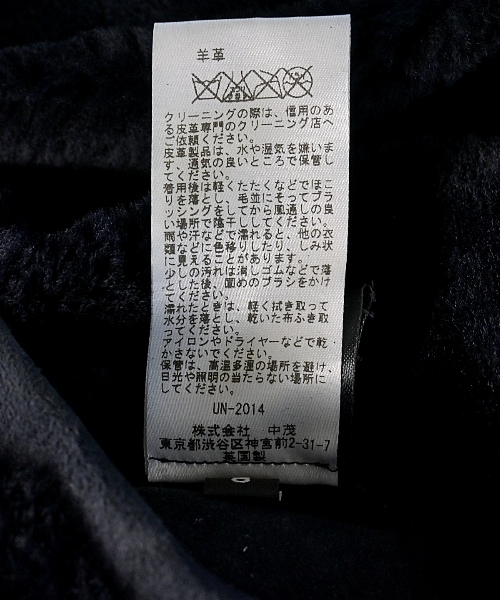 羊革
クリーニングの際は、信用のあ
る皮革専門のクリーニング店へ
ご依頼ください。
皮革製品は、水や湿気を嫌いま
す。通気の良いところで保管し
てください。
着用後は軽くたたくなどでほこ
りを落とし、毛並にそってブラ
ッシングをしてから風通しの良
い場所で陰干ししてください。
雨や汗などで濡れると、他の衣
類などに色移りしたり、しみ状
に見えることがあります。
少しの汚れは消しゴムなどで落
とした後、固めのブラシをかけ
てください。
濡れたときは、軽く拭き取って
水分を落とし、乾いた布ふき取
ってください。
アイロンやドライヤーなどで乾
かさないでください。
保管は、高温多湿の場所を避け、
日光や照明の当たらない場所に
してください。
UN-2014
株式会社 中茂
東京都渋谷区神宮前2-31-7
英国製